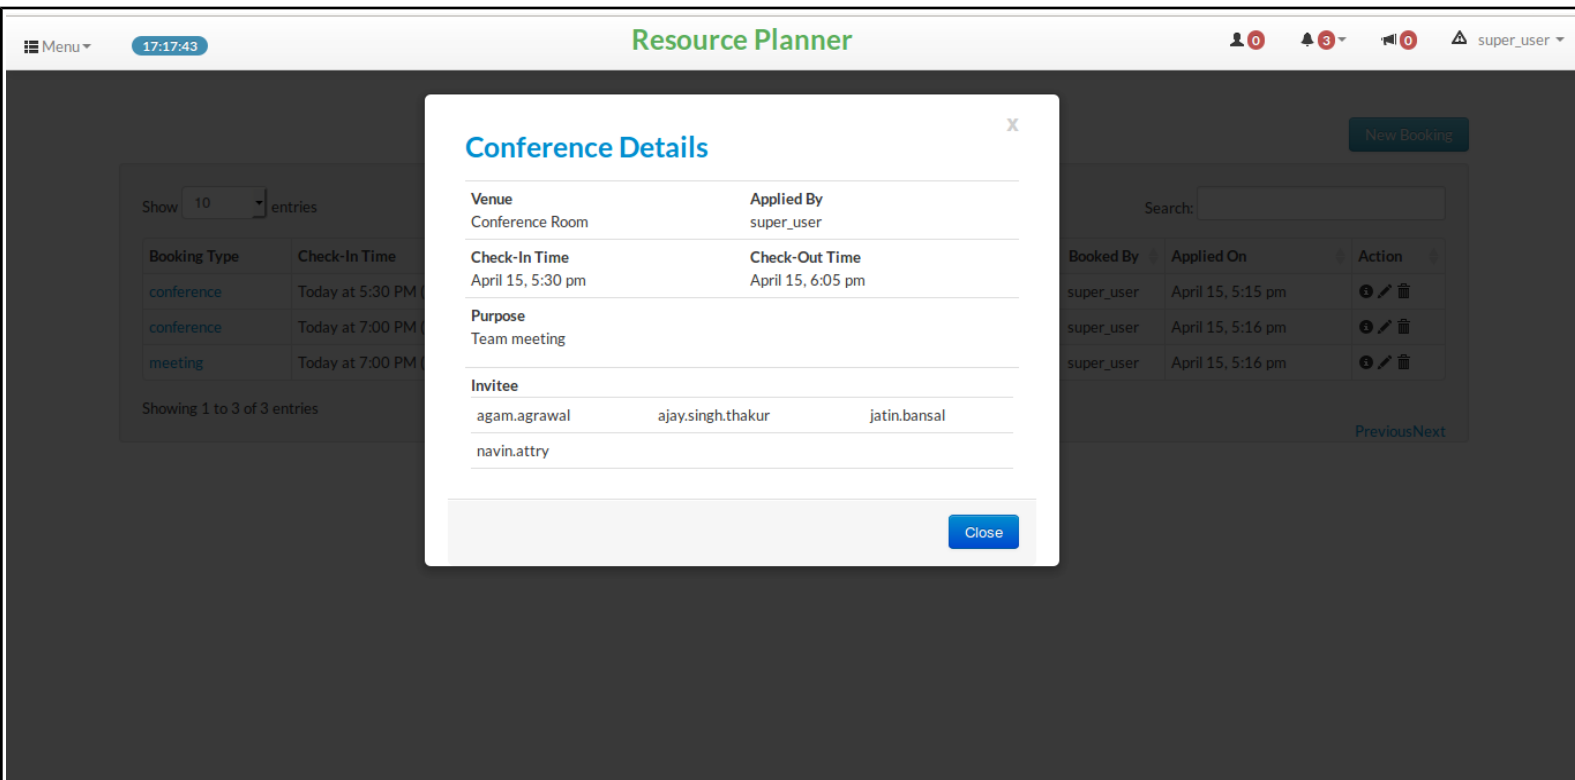 Menu 17:17:43 Resource Planner 0 3 0 super_user
x
Conference Details
New Booking
Venue Applied By
Conference Room super_user
Show 10 entries Search:
Check-In Time Check-Out Time
April 15, 5:30 pm April 15, 6:05 pm
Booking Type Check-In Time Booked By Applied On Action
conference Today at 5:30 PM ( super_user April 15, 5:15 pm
conference Today at 7:00 PM ( super_user April 15, 5:16 pm
meeting Today at 7:00 PM ( super_user April 15, 5:16 pm
Purpose
Team meeting
Invitee
agam.agrawal ajay.singh.thakur jatin.bansal
navin.attry
Showing 1 to 3 of 3 entries
PreviousNext
Close